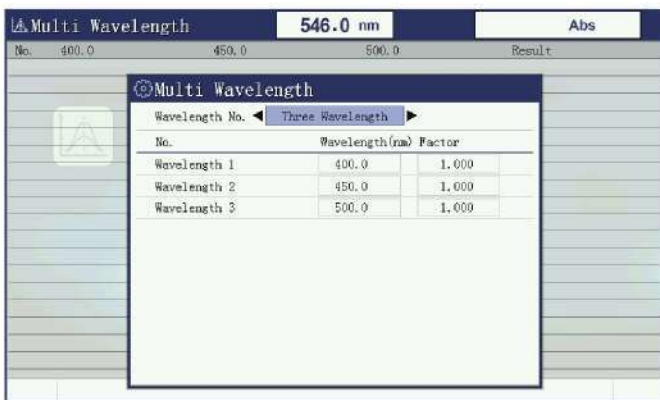 Multi Wavelength 546.0 nm Abs
No. 400.0 450.0 500.0 Result
Multi Wavelength
Wavelength No. ◀ Three Wavelength ▶
No. Wavelength(nm) Factor
Wavelength 1 400.0 1.000
Wavelength 2 450.0 1.000
Wavelength 3 500.0 1.000